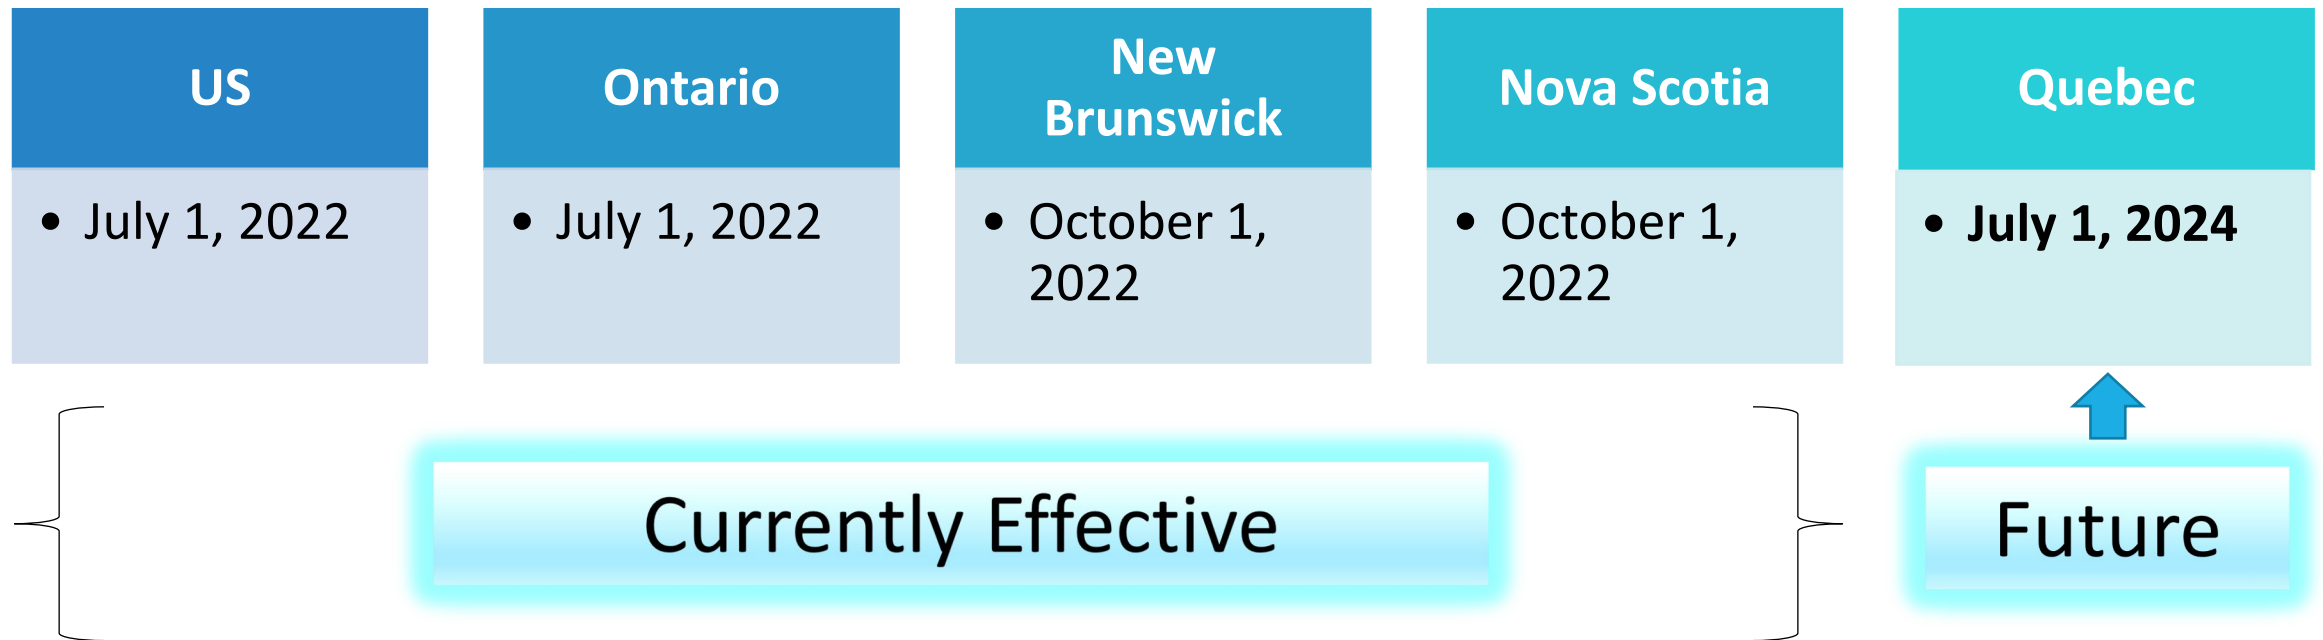 US
• July 1, 2022
Ontario
• July 1, 2022
New
Brunswick
• October 1,
2022
Nova Scotia
• October 1,
2022
Quebec
• July 1, 2024
Currently Effective
Future